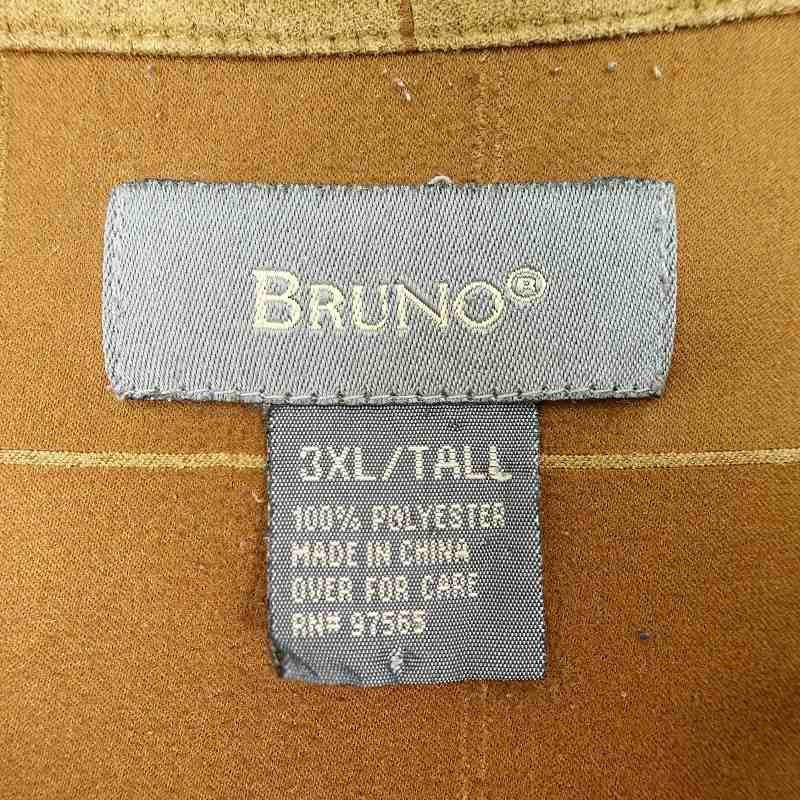 BRUNO®
3XL/TALL
100% POLYESTER
MADE IN CHINA
OVER FOR CARE
RN# 97565